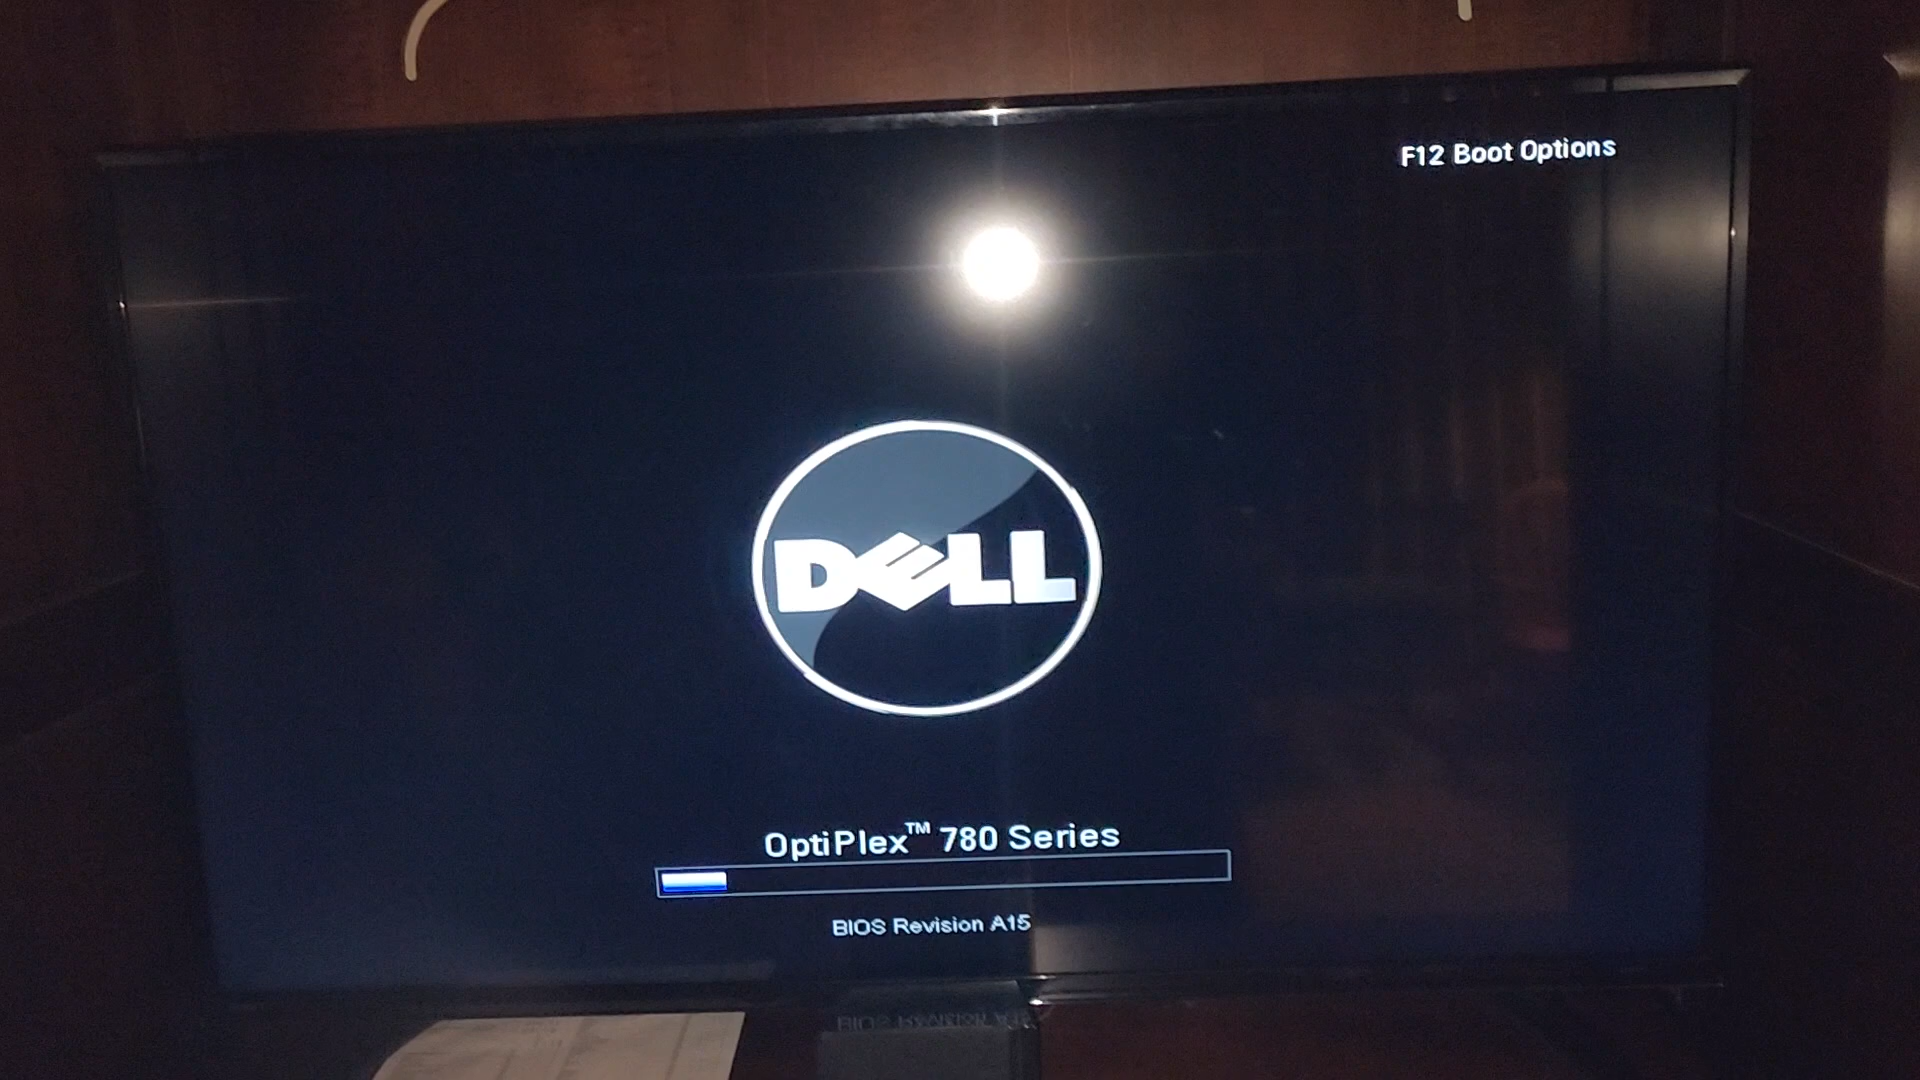 F12 Boot Options
DELL
OptiPlex™ 780 Series
BIOS Revision A15